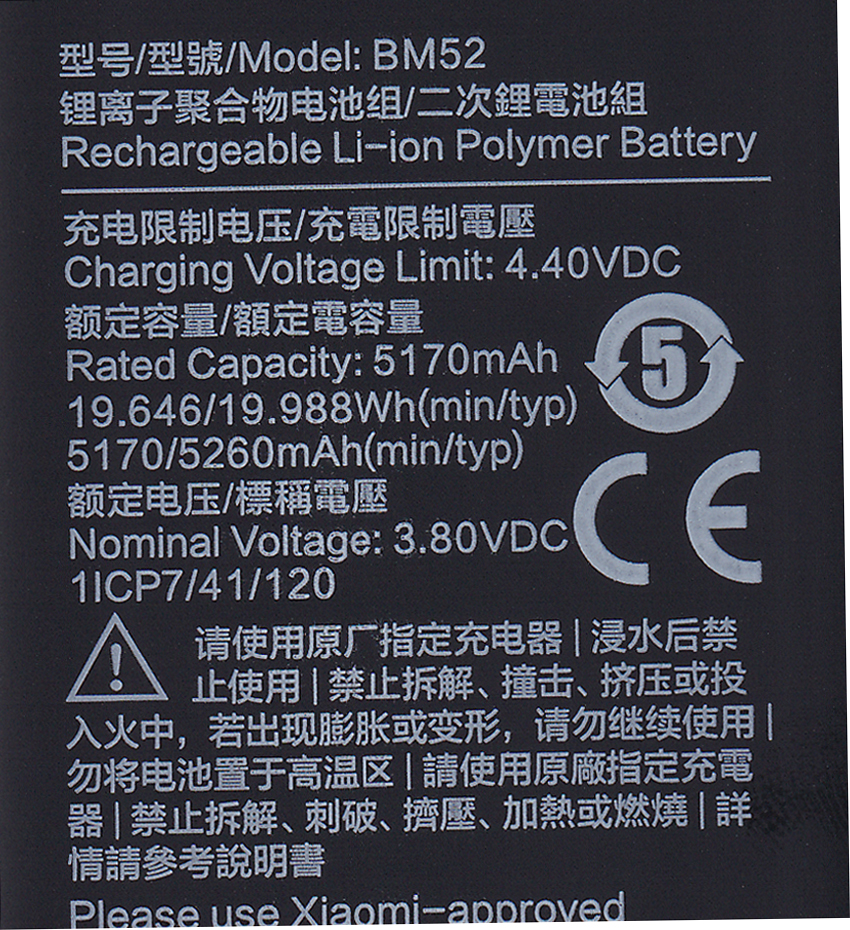 型号/型號/Model: BM52
锂离子聚合物电池组/二次鋰電池組
Rechargeable Li-ion Polymer Battery
充电限制电压/充電限制電壓
Charging Voltage Limit: 4.40VDC
额定容量/額定電容量
Rated Capacity: 5170mAh
19.646/19.988Wh(min/typ)
5170/5260mAh(min/typ)
5
额定电压/標稱電壓
Nominal Voltage: 3.80VDC
CE
1ICP7/41/120
请使用原厂指定充电器 | 浸水后禁
止使用 | 禁止拆解、撞击、挤压或投
入火中，若出现膨胀或变形，请勿继续使用 |
勿将电池置于高温区 | 請使用原廠指定充電
器 | 禁止拆解、刺破、擠壓、加熱或燃燒 | 詳
情請參考說明書
Please use Xiaomi-approved